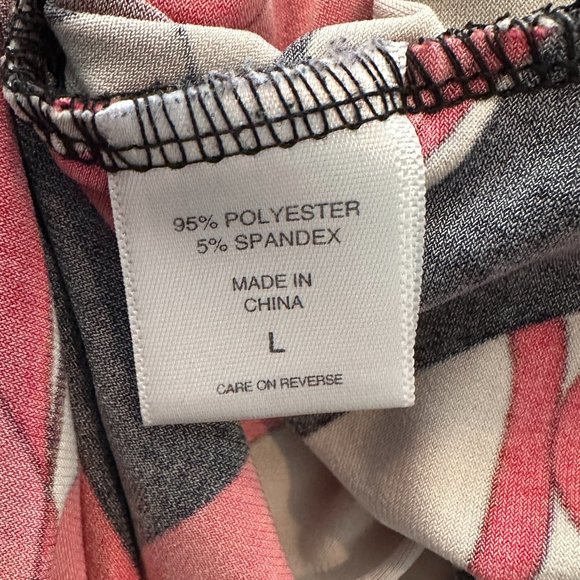 95% POLYESTER
5% SPANDEX
MADE IN
CHINA
L
CARE ON REVERSE